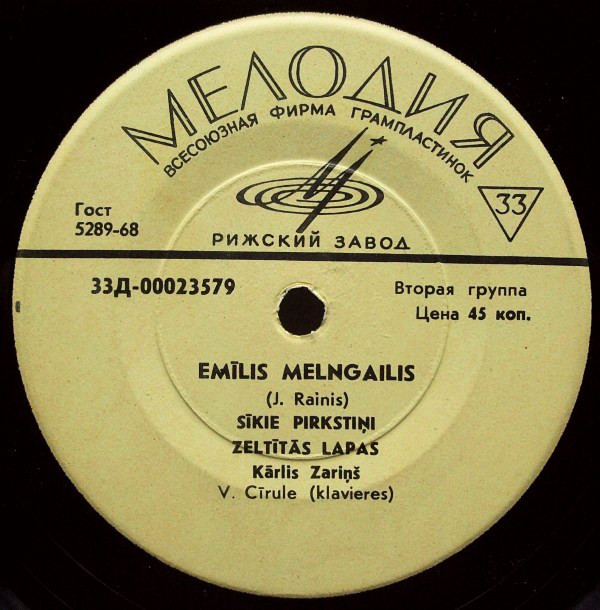 МЕЛОДИЯ
ВСЕСОЮЗНАЯ ФИРМА ГРАМПЛАСТИНОК
33
Гост
5289-68
РИЖСКИЙ ЗАВОД
33Д-00023579
Вторая группа
Цена 45 коп.
EMĪLIS MELNGAILIS
(J. Rainis)
SĪKIE PIRKSTIŅI
ZELTĪTĀS LAPAS
Kārlis Zariņš
V. Cīrule (klavieres)